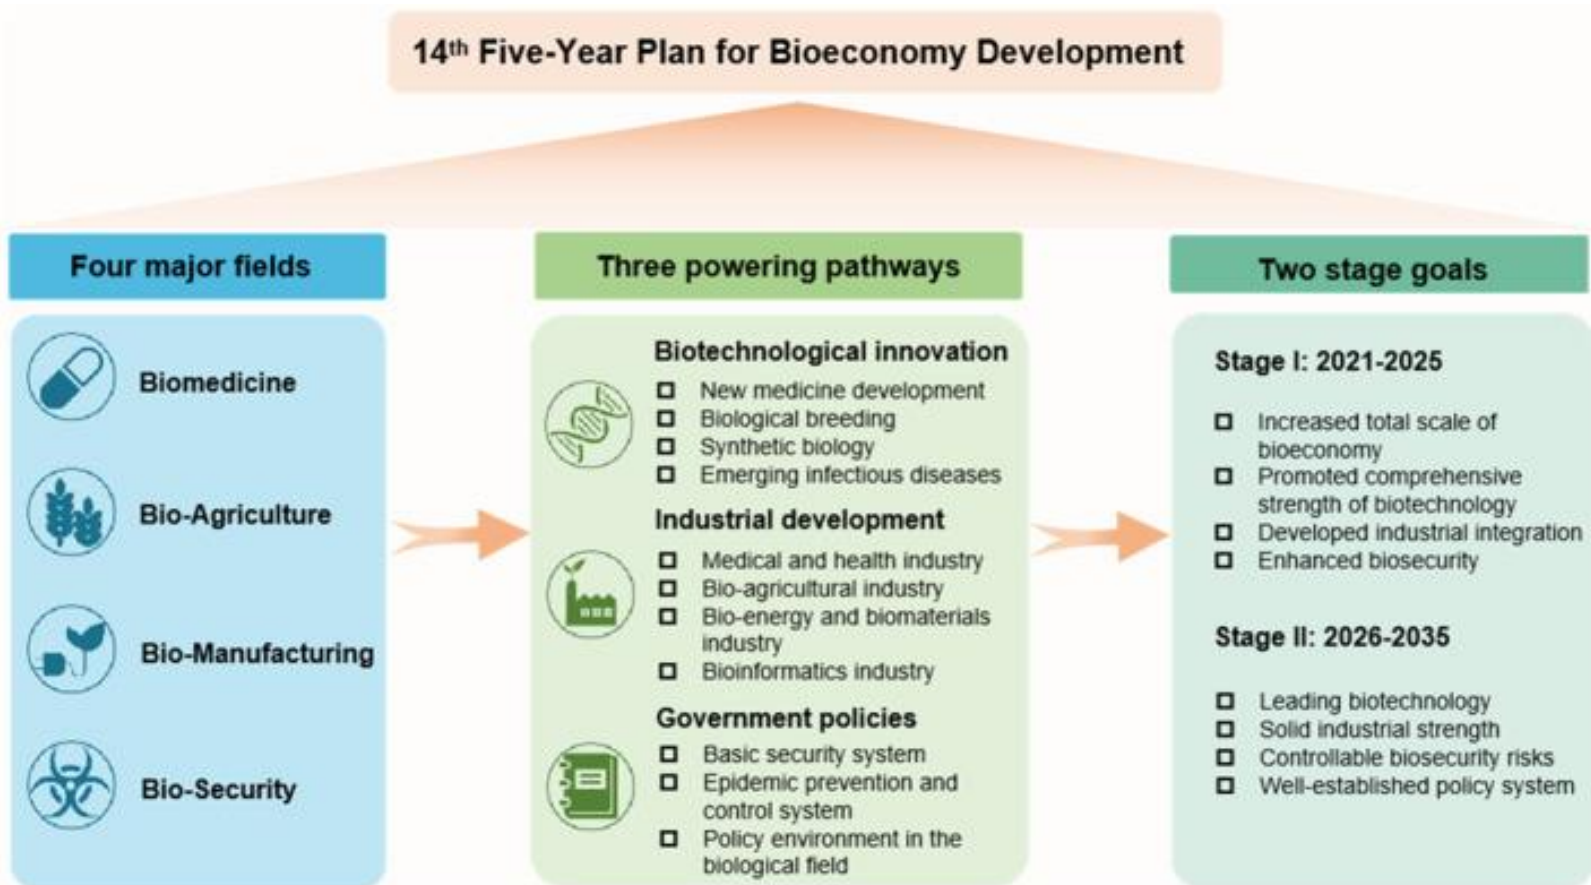 14th Five-Year Plan for Bioeconomy Development
Four major fields
Biomedicine
Bio-Agriculture
Bio-Manufacturing
Bio-Security
Three powering pathways
Biotechnological innovation
New medicine development
Biological breeding
Synthetic biology
Emerging infectious diseases
Industrial development
Medical and health industry
Bio-agricultural industry
Bio-energy and biomaterials
industry
Bioinformatics industry
Government policies
Basic security system
Epidemic prevention and
control system
Policy environment in the
biological field
Two stage goals
Stage I: 2021-2025
Increased total scale of
bioeconomy
Promoted comprehensive
strength of biotechnology
Developed industrial integration
Enhanced biosecurity
Stage II: 2026-2035
Leading biotechnology
Solid industrial strength
Controllable biosecurity risks
Well-established policy system